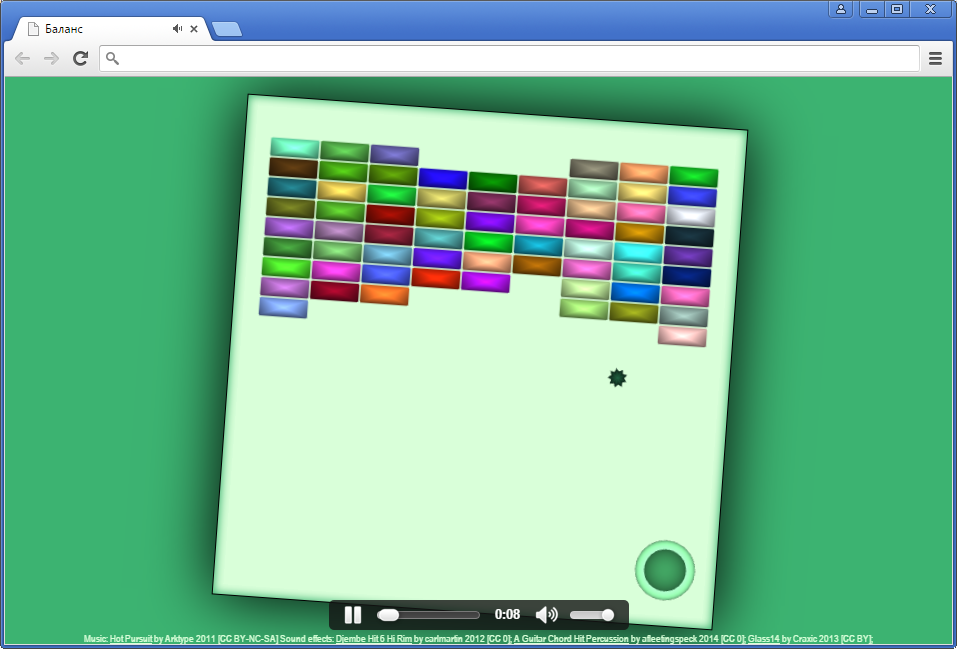 Баланс
0:08
Music: Hot Pursuit by Arktype 2011 [CC BY-NC-SA] Sound effects: Djembe Hit 5 Hi Rim by carlmartin 2012 [CC 0]; A Guitar Chord Hit Percussion by afleetingspeck 2014 [CC 0]; Glass14 by Craxic 2013 [CC BY];